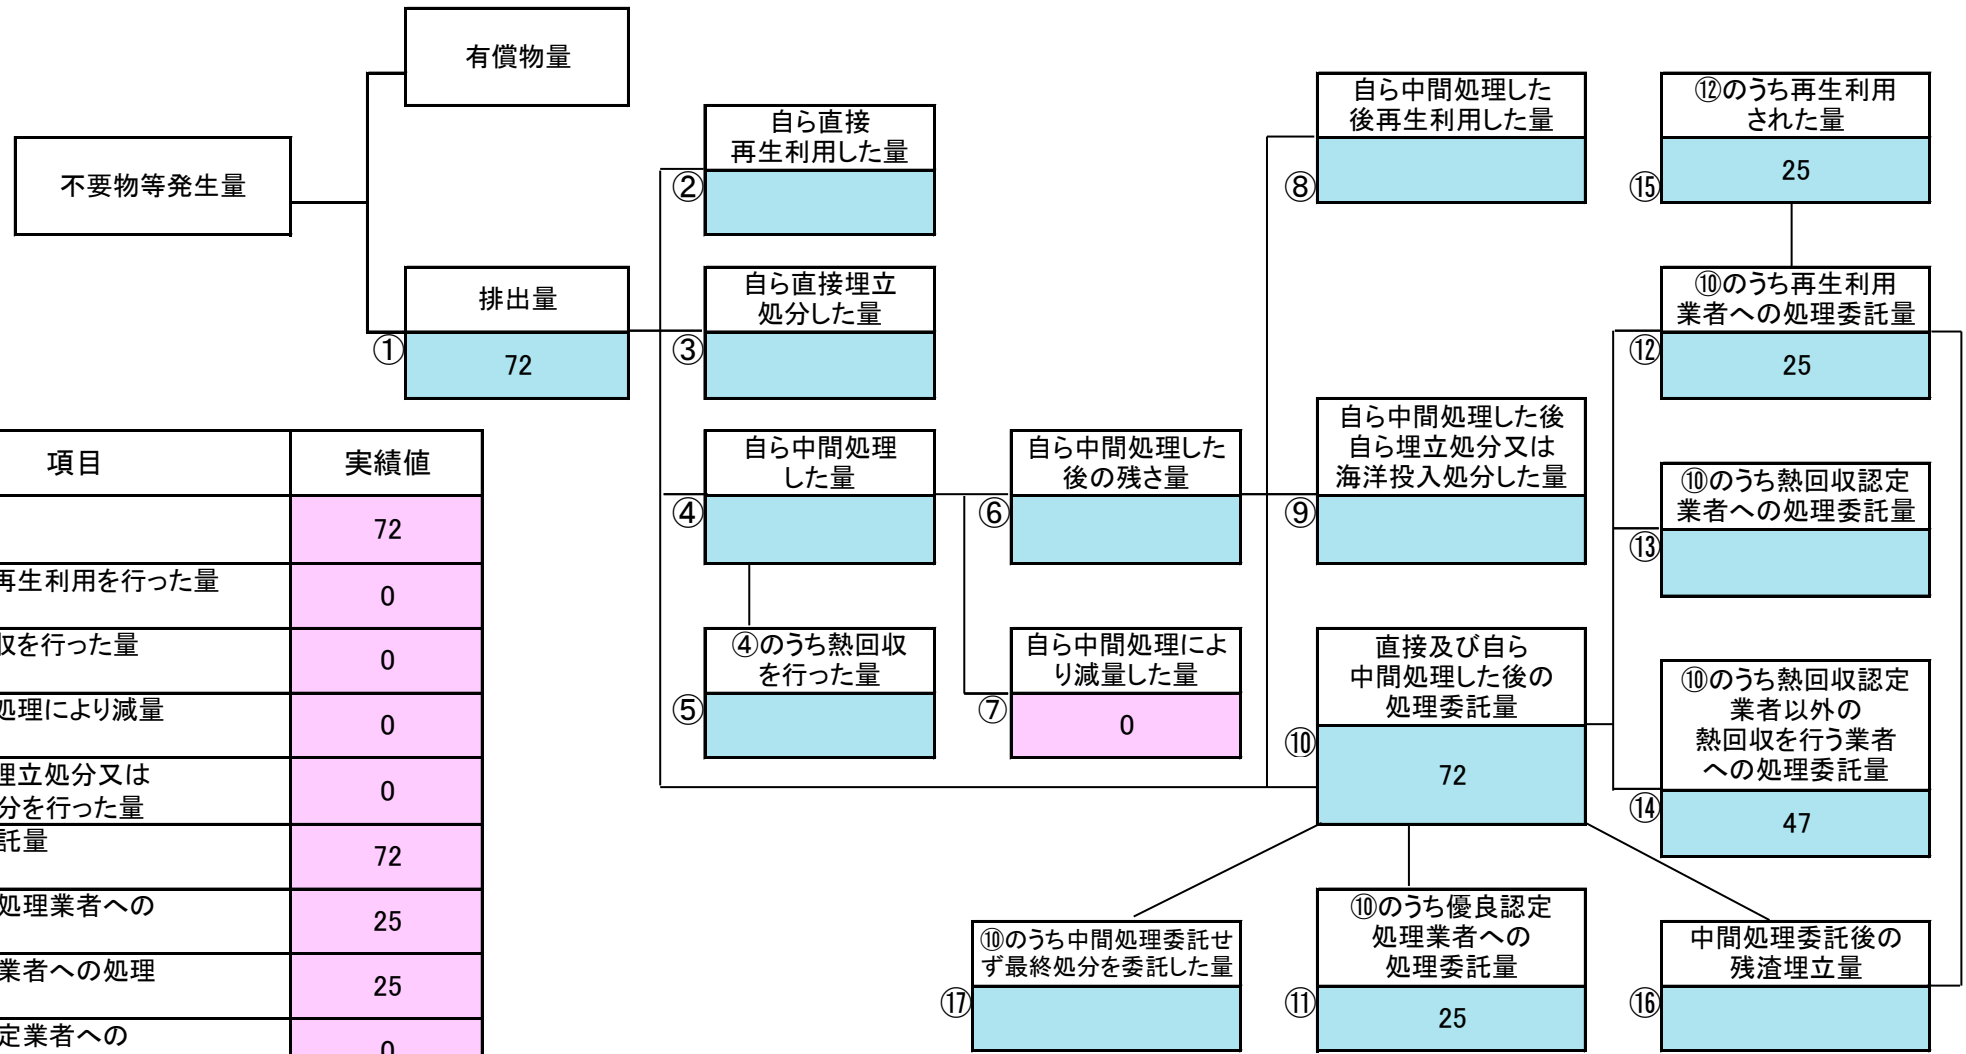 有償物量
不要物等発生量
排出量
①
72
自ら直接
再生利用した量
②
自ら直接埋立
処分した量
③
自ら中間処理
した量
④
④のうち熱回収
を行った量
⑤
自ら中間処理した
後の残さ量
⑥
自ら中間処理によ
り減量した量
⑦
0
自ら中間処理した
後再生利用した量
⑧
自ら中間処理した後
自ら埋立処分又は
海洋投入処分した量
⑨
直接及び自ら
中間処理した後の
処理委託量
⑩
72
⑫のうち再生利用
された量
⑮
25
⑩のうち再生利用
業者への処理委託量
⑫
25
⑩のうち熱回収認定
業者への処理委託量
⑬
⑩のうち熱回収認定
業者以外の
熱回収を行う業者
への処理委託量
⑭
47
⑩のうち中間処理委託せ
ず最終処分を委託した量
⑰
⑩のうち優良認定
処理業者への
処理委託量
⑪
25
中間処理委託後の
残渣埋立量
⑯
項目 実績値
72
再生利用を行った量
0
収を行った量
0
処理により減量
0
埋立処分又は
分を行った量
0
託量
72
処理業者への
25
業者への処理
25
定業者への
0